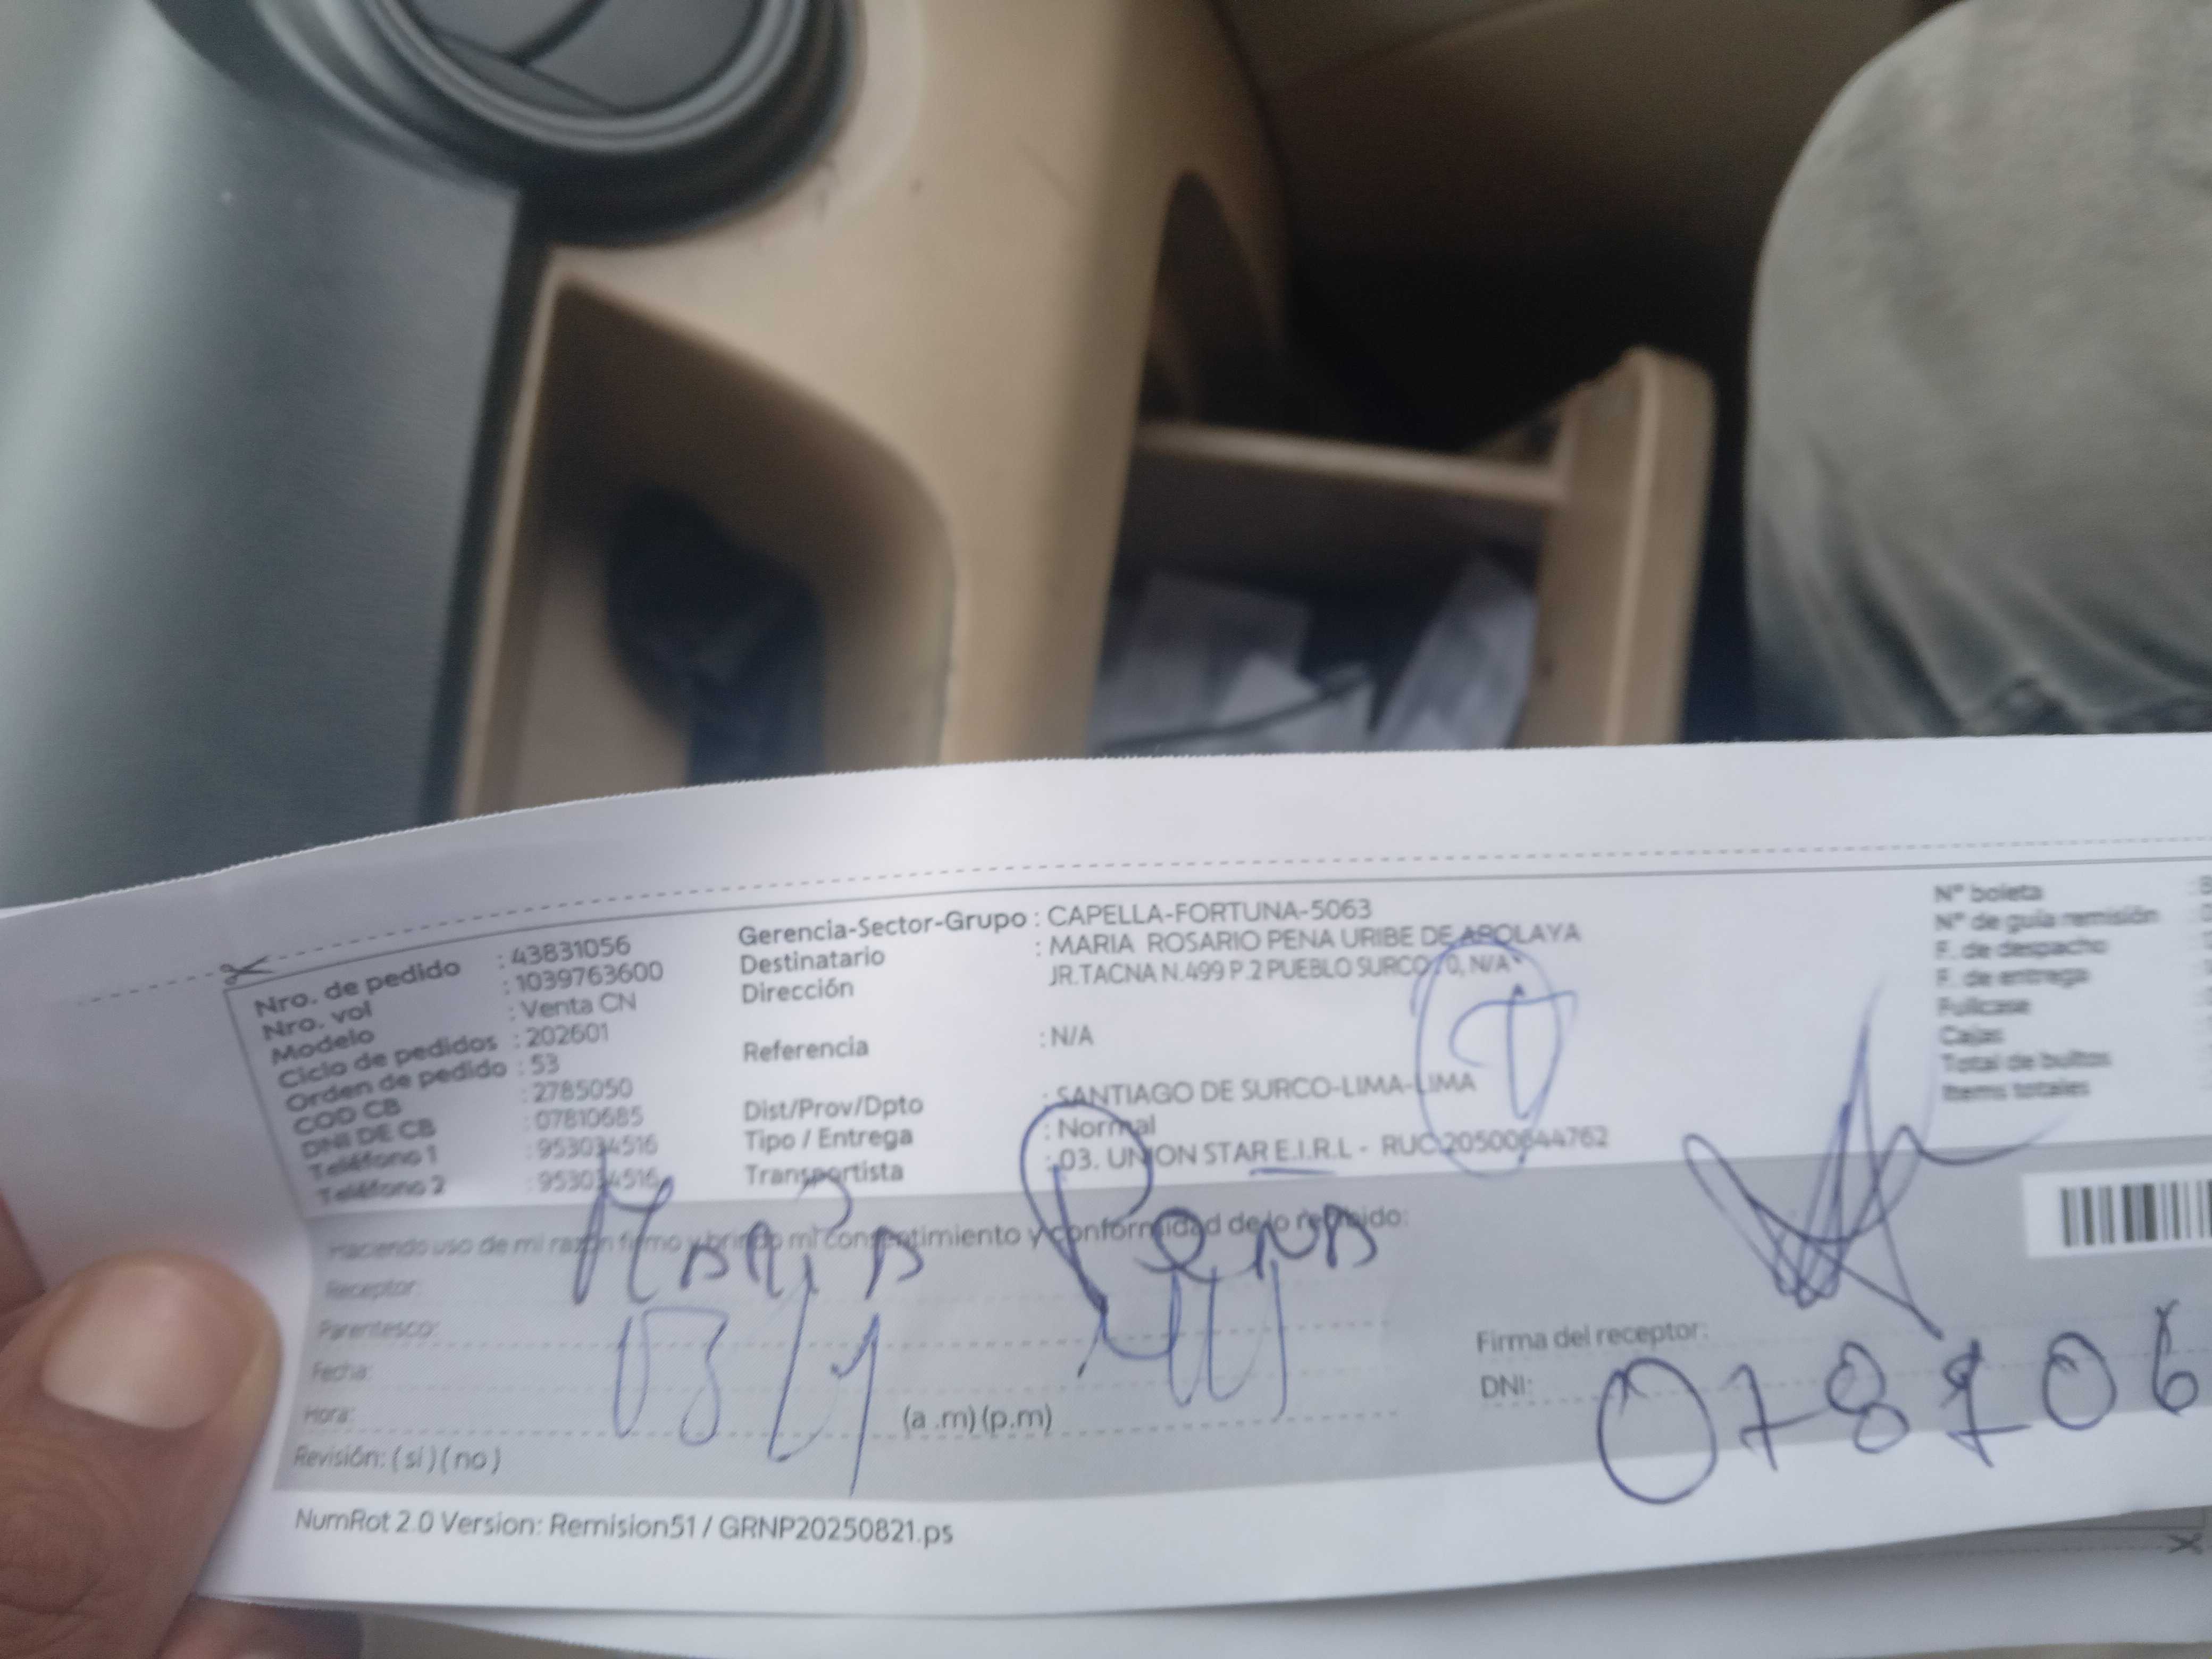 Nro. de pedido : 43831056
Nro. vol : 1039763600
Modelo : Venta CN
Ciclo de pedidos : 202601
Orden de pedido : 53
COD CB : 2785050
DNI DE CB : 07810685
Teléfono 1 : 953034516
Teléfono 2 : 953034516
Gerencia-Sector-Grupo : CAPELLA-FORTUNA-5063
Destinatario : MARIA ROSARIO PENA URIBE DE APOLAYA
Dirección JR.TACNA N.499 P.2 PUEBLO SURCO , 0, N/A
Referencia : N/A
Dist/Prov/Dpto : SANTIAGO DE SURCO-LIMA-LIMA
Tipo / Entrega : Normal
Transportista : 03. UNION STAR E.I.R.L - RUC
N° boleta
N° de guía remisión
F. de despacho
F. de entrega
Fullcase
Cajas
Total de bultos
Items totales
Haciendo uso de mi razón firmo y brindo mi consentimiento y conformidad de lo recibido:
Receptor: Maria Pena
Parentesco:
Fecha:
Hora: (a .m) (p.m)
Revisión: ( si ) ( no )
Firma del receptor:
DNI:
NumRot 2.0 Version: Remision51 / GRNP20250821.ps